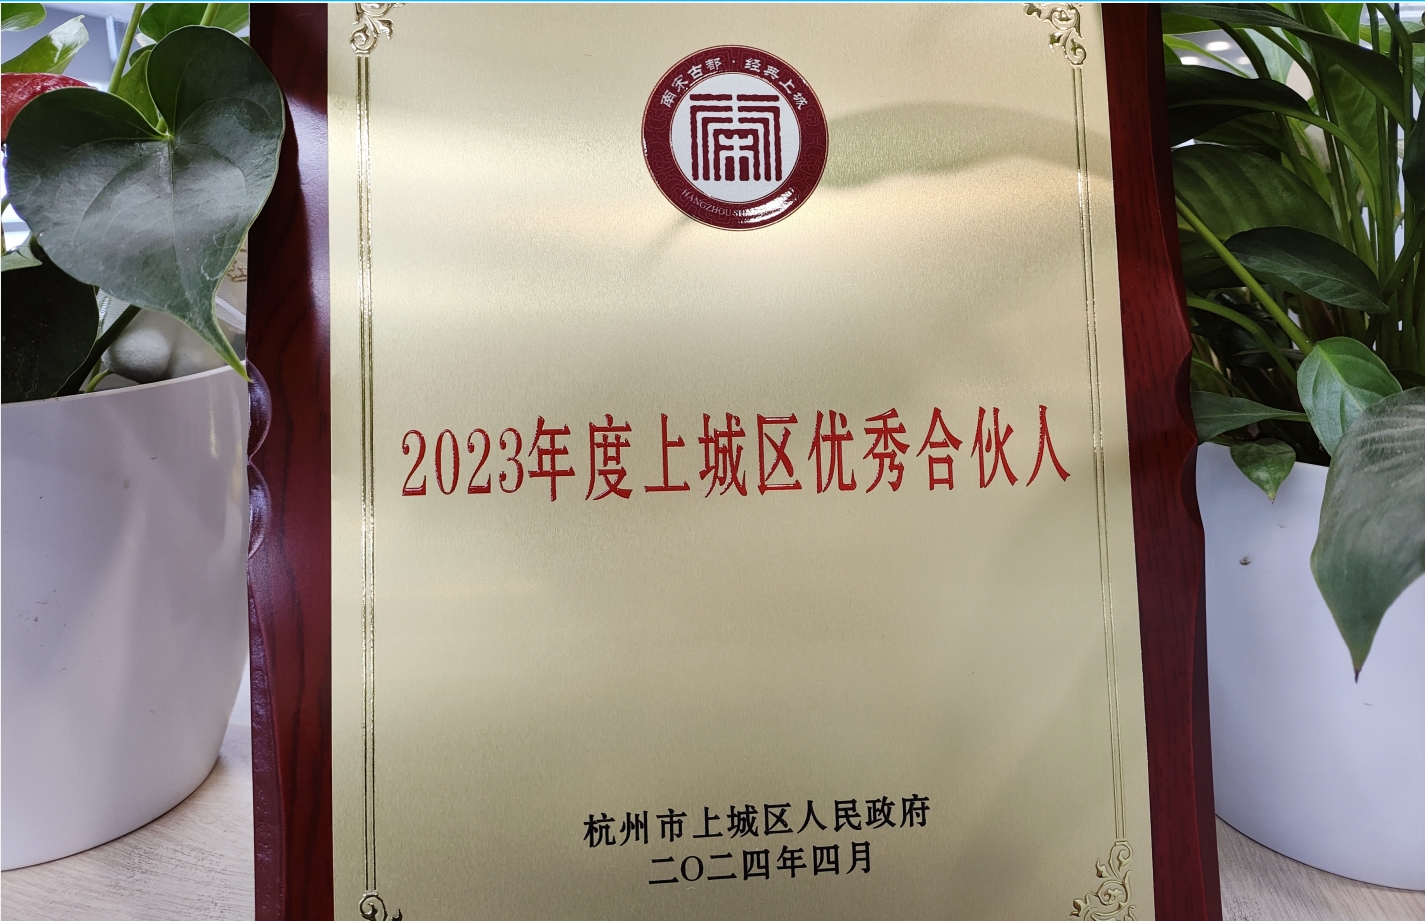 南宋古都·经典上城
南
HANGZHOU
2023年度上城区优秀合伙人
杭州市上城区人民政府
二〇二四年四月